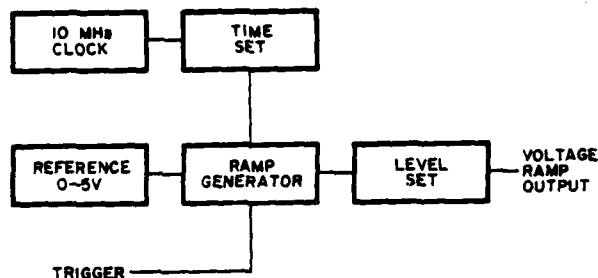 10 MHz
CLOCK
TIME
SET
REFERENCE
0~5V
RAMP
GENERATOR
LEVEL
SET
VOLTAGE
RAMP
OUTPUT
TRIGGER